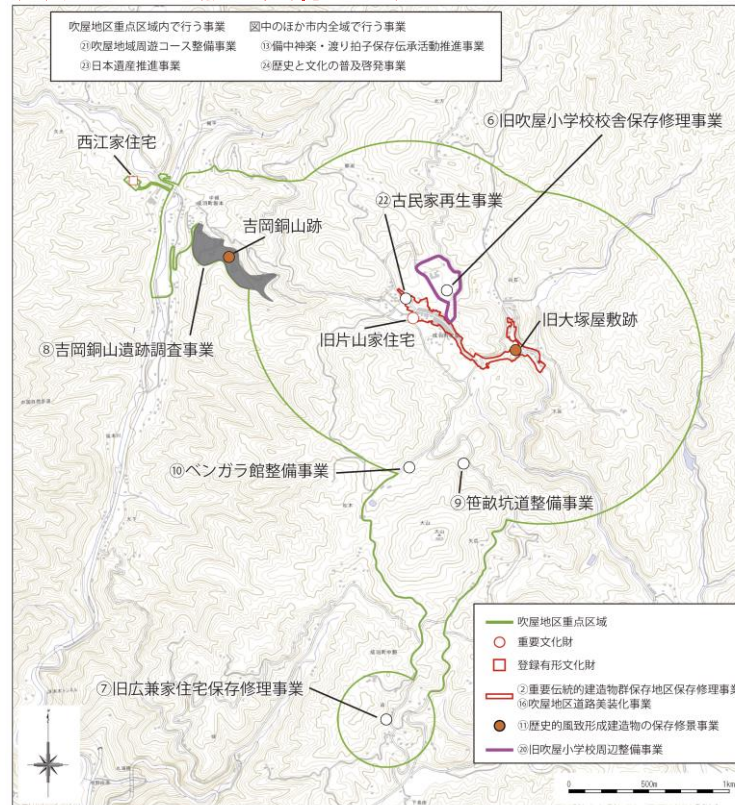 吹屋地区重点区域内で行う事業　図中のほか市内全域で行う事業
㉑吹屋地域周遊コース整備事業　⑬備中神楽・渡り拍子保存伝承活動推進事業
㉓日本遺産推進事業　㉔歴史と文化の普及啓発事業
⑥旧吹屋小学校校舎保存修理事業
西江家住宅
㉒古民家再生事業
吉岡銅山跡
旧大塚屋敷跡
旧片山家住宅
⑧吉岡銅山遺跡調査事業
⑩ベンガラ館整備事業
⑨笹畝坑道整備事業
⑦旧広兼家住宅保存修理事業
吹屋地区重点区域
重要文化財
登録有形文化財
②重要伝統的建造物群保存地区保存修理事業
⑯吹屋地区道路美装化事業
⑪歴史的風致形成建造物の保存修景事業
⑳旧吹屋小学校周辺整備事業
0 500m 1km